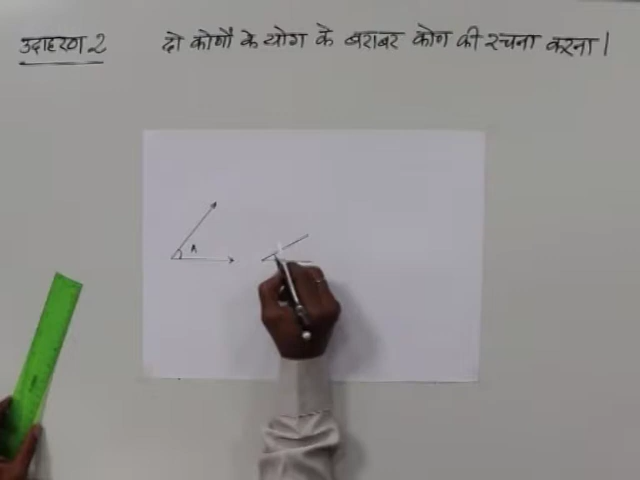 उदाहरण 2 दो कोणों के योग के बराबर कोण की रचना करना।
A